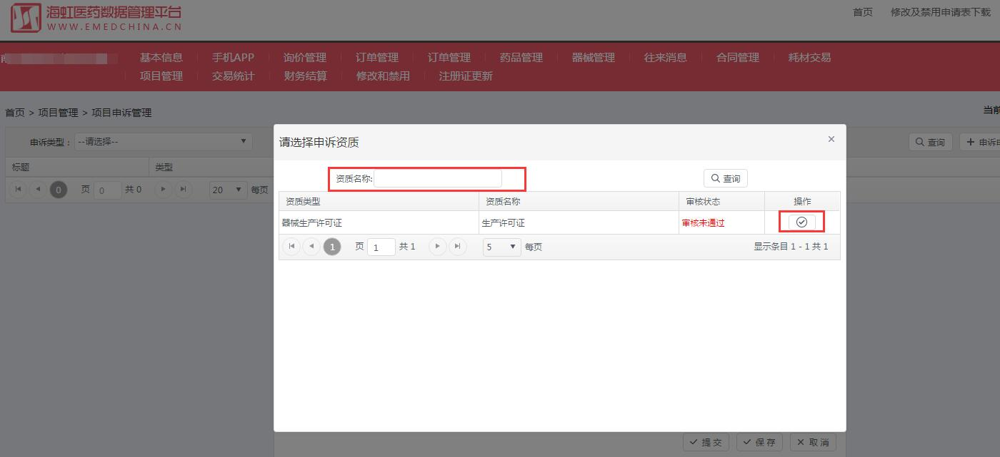 海虹医药数据管理平台
WWW.EMEDCHINA.CN
首页 修改及禁用申请表下载
基本信息 手机APP 询价管理 订单管理 订单管理 药品管理 器械管理 往来消息 合同管理 耗材交易
项目管理 交易统计 财务结算 修改和禁用 注册证更新
首页 > 项目管理 > 项目申诉管理
当前
申诉类型： --请选择--
查询 申诉
标题 类型
0 页 0 共 0 20 每页
请选择申诉资质
资质名称:
查询
资质类型 资质名称 审核状态 操作
器械生产许可证 生产许可证 审核未通过
1 页 1 共 1 5 每页 显示条目 1 - 1 共 1
提交 保存 取消